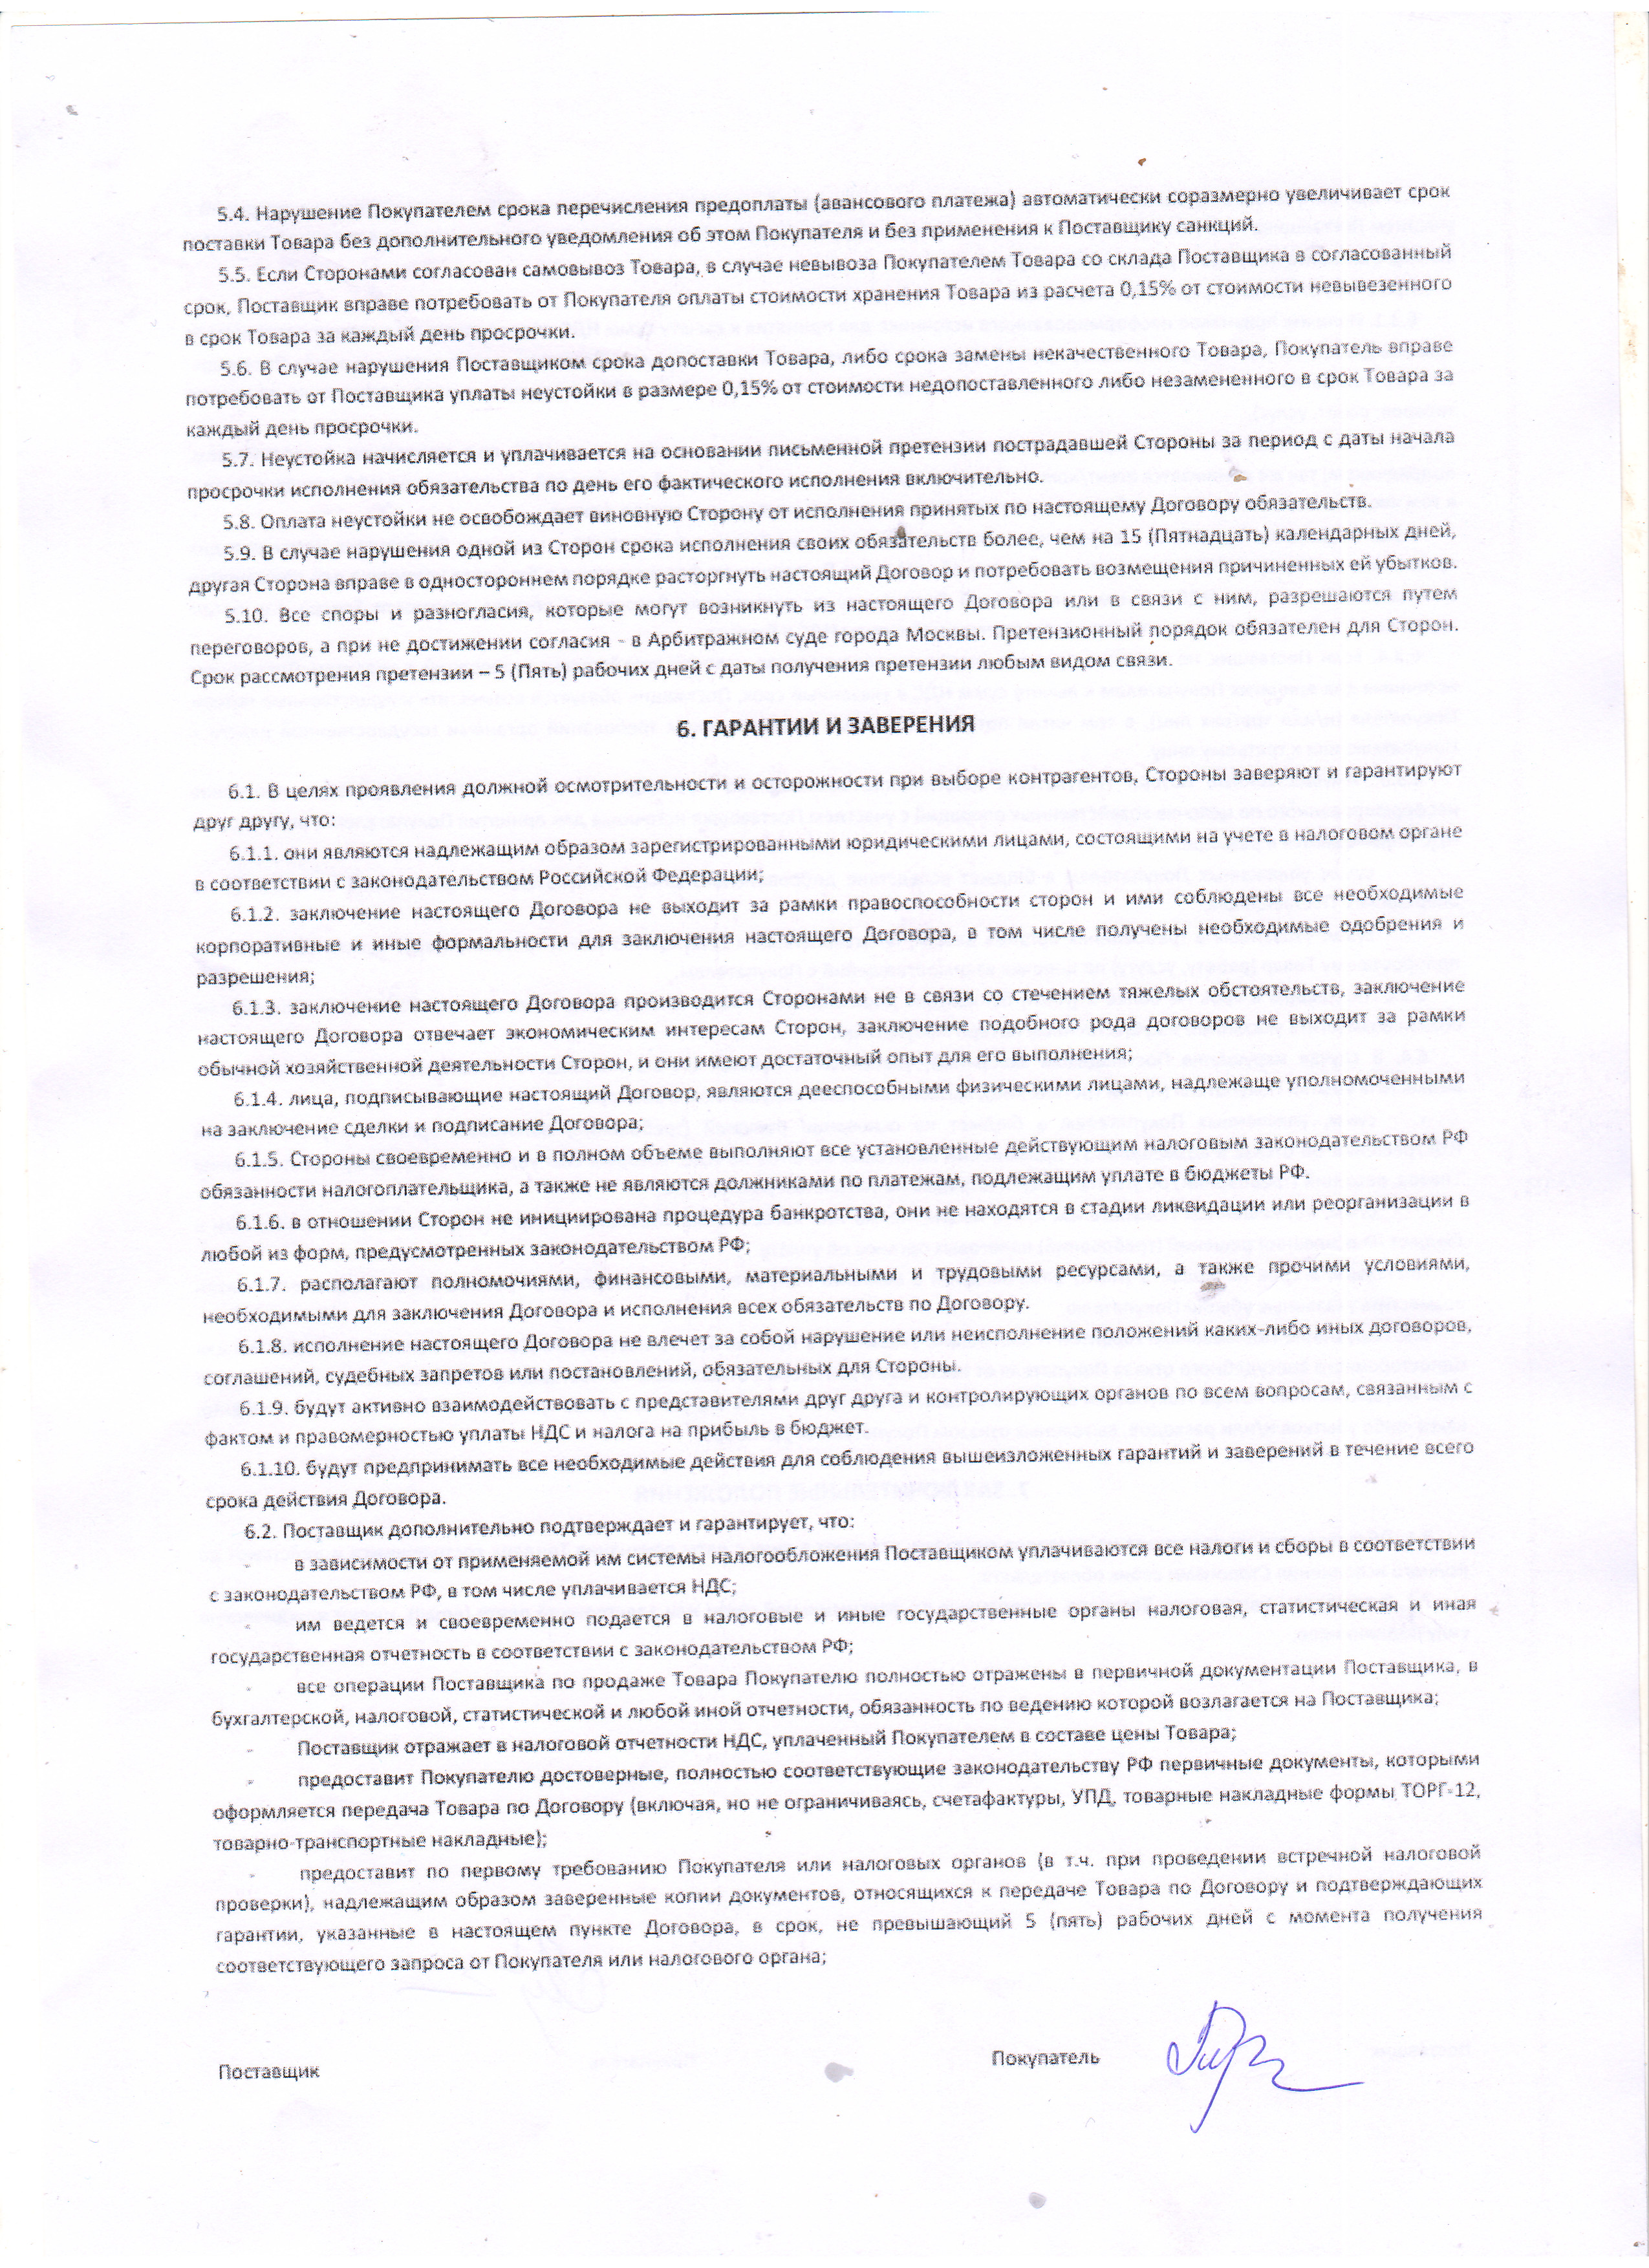 5.4. Нарушение Покупателем срока перечисления предоплаты (авансового платежа) автоматически соразмерно увеличивает срок
поставки Товара без дополнительного уведомления об этом Покупателя и без применения к Поставщику санкций.
5.5. Если Сторонами согласован самовывоз Товара, в случае невывоза Покупателем Товара со склада Поставщика в согласованный
срок, Поставщик вправе потребовать от Покупателя оплаты стоимости хранения Товара из расчета 0,15% от стоимости невывезенного
в срок Товара за каждый день просрочки.
5.6. В случае нарушения Поставщиком срока допоставки Товара, либо срока замены некачественного Товара, Покупатель вправе
потребовать от Поставщика уплаты неустойки в размере 0,15% от стоимости недопоставленного либо незамененного в срок Товара за
каждый день просрочки.
5.7. Неустойка начисляется и уплачивается на основании письменной претензии пострадавшей Стороны за период с даты начала
просрочки исполнения обязательства по день его фактического исполнения включительно.
5.8. Оплата неустойки не освобождает виновную Сторону от исполнения принятых по настоящему Договору обязательств.
5.9. В случае нарушения одной из Сторон срока исполнения своих обязательств более, чем на 15 (Пятнадцать) календарных дней,
другая Сторона вправе в одностороннем порядке расторгнуть настоящий Договор и потребовать возмещения причиненных ей убытков.
5.10. Все споры и разногласия, которые могут возникнуть из настоящего Договора или в связи с ним, разрешаются путем
переговоров, а при не достижении согласия - в Арбитражном суде города Москвы. Претензионный порядок обязателен для Сторон.
Срок рассмотрения претензии – 5 (Пять) рабочих дней с даты получения претензии любым видом связи.
6. ГАРАНТИИ И ЗАВЕРЕНИЯ
6.1. В целях проявления должной осмотрительности и осторожности при выборе контрагентов, Стороны заверяют и гарантируют
друг другу, что:
6.1.1. они являются надлежащим образом зарегистрированными юридическими лицами, состоящими на учете в налоговом органе
в соответствии с законодательством Российской Федерации;
6.1.2. заключение настоящего Договора не выходит за рамки правоспособности сторон и ими соблюдены все необходимые
корпоративные и иные формальности для заключения настоящего Договора, в том числе получены необходимые одобрения и
разрешения;
6.1.3. заключение настоящего Договора производится Сторонами не в связи со стечением тяжелых обстоятельств, заключение
настоящего Договора отвечает экономическим интересам Сторон, заключение подобного рода договоров не выходит за рамки
обычной хозяйственной деятельности Сторон, и они имеют достаточный опыт для его выполнения;
6.1.4. лица, подписывающие настоящий Договор, являются дееспособными физическими лицами, надлежаще уполномоченными
на заключение сделки и подписание Договора;
6.1.5. Стороны своевременно и в полном объеме выполняют все установленные действующим налоговым законодательством РФ
обязанности налогоплательщика, а также не являются должниками по платежам, подлежащим уплате в бюджеты РФ.
6.1.6. в отношении Сторон не инициирована процедура банкротства, они не находятся в стадии ликвидации или реорганизации в
любой из форм, предусмотренных законодательством РФ;
6.1.7. располагают полномочиями, финансовыми, материальными и трудовыми ресурсами, а также прочими условиями,
необходимыми для заключения Договора и исполнения всех обязательств по Договору.
6.1.8. исполнение настоящего Договора не влечет за собой нарушение или неисполнение положений каких-либо иных договоров,
соглашений, судебных запретов или постановлений, обязательных для Стороны.
6.1.9. будут активно взаимодействовать с представителями друг друга и контролирующих органов по всем вопросам, связанным с
фактом и правомерностью уплаты НДС и налога на прибыль в бюджет.
6.1.10. будут предпринимать все необходимые действия для соблюдения вышеизложенных гарантий и заверений в течение всего
срока действия Договора.
6.2. Поставщик дополнительно подтверждает и гарантирует, что:
- в зависимости от применяемой им системы налогообложения Поставщиком уплачиваются все налоги и сборы в соответствии
с законодательством РФ, в том числе уплачивается НДС;
- им ведется и своевременно подается в налоговые и иные государственные органы налоговая, статистическая и иная
государственная отчетность в соответствии с законодательством РФ;
- все операции Поставщика по продаже Товара Покупателю полностью отражены в первичной документации Поставщика, в
бухгалтерской, налоговой, статистической и любой иной отчетности, обязанность по ведению которой возлагается на Поставщика;
- Поставщик отражает в налоговой отчетности НДС, уплаченный Покупателем в составе цены Товара;
- предоставит Покупателю достоверные, полностью соответствующие законодательству РФ первичные документы, которыми
оформляется передача Товара по Договору (включая, но не ограничиваясь, счетафактуры, УПД, товарные накладные формы ТОРГ-12,
товарно-транспортные накладные);
- предоставит по первому требованию Покупателя или налоговых органов (в т.ч. при проведении встречной налоговой
проверки), надлежащим образом заверенные копии документов, относящихся к передаче Товара по Договору и подтверждающих
гарантии, указанные в настоящем пункте Договора, в срок, не превышающий 5 (пять) рабочих дней с момента получения
соответствующего запроса от Покупателя или налогового органа;
Поставщик
Покупатель